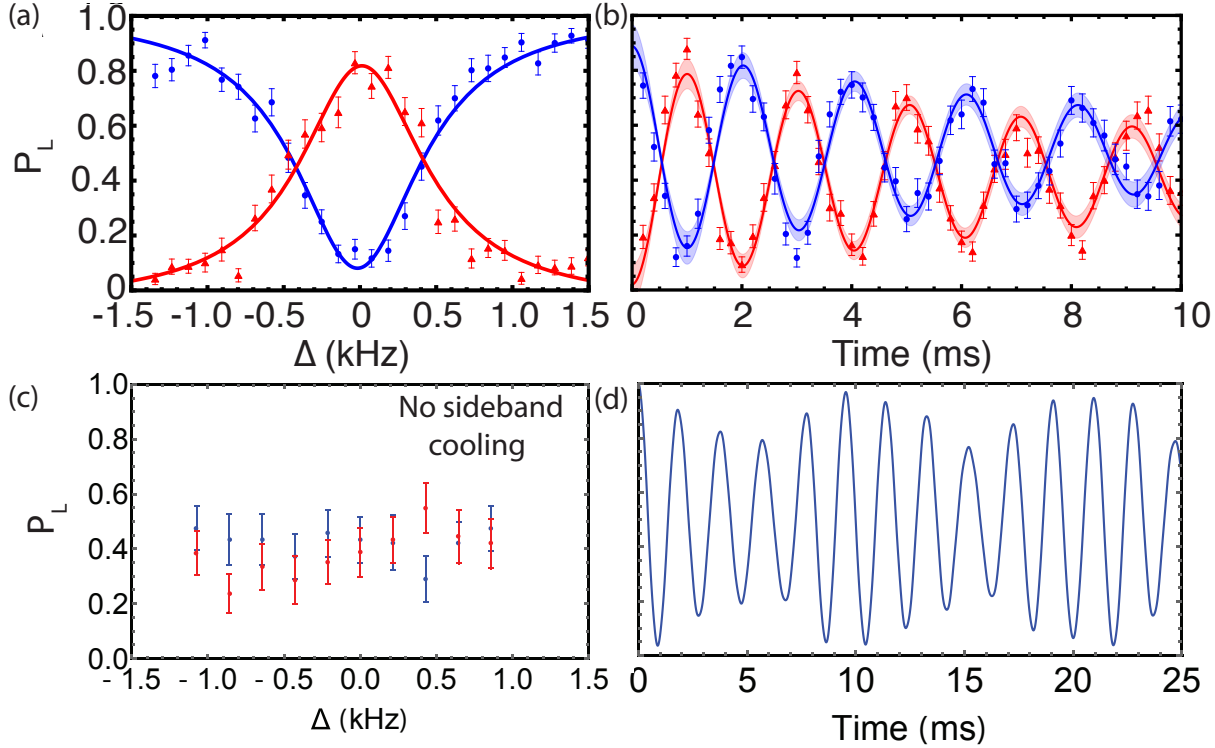 (a)
P_L
1.0
0.8
0.6
0.4
0.2
0
-1.5 -1.0 -0.5 0 0.5 1.0 1.5
Δ (kHz)
(b)
0 2 4 6 8 10
Time (ms)
(c)
P_L
1.0
0.8
0.6
0.4
0.2
0.0
No sideband
cooling
- 1.5 - 1.0 - 0.5 0.0 0.5 1.0 1.5
Δ (kHz)
(d)
0 5 10 15 20 25
Time (ms)